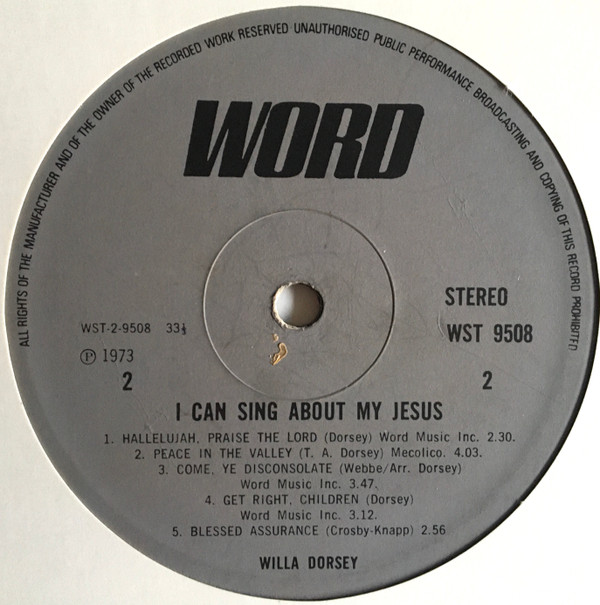 ALL RIGHTS OF THE MANUFACTURER AND OF THE OWNER OF THE RECORDED WORK RESERVED UNAUTHORISED PUBLIC PERFORMANCE BROADCASTING AND COPYING OF THIS RECORD PROHIBITED
WORD
STEREO
WST-2-9508 33⅓
WST 9508
Ⓟ 1973
2
2
I CAN SING ABOUT MY JESUS
1. HALLELUJAH, PRAISE THE LORD (Dorsey) Word Music Inc. 2.30.
2. PEACE IN THE VALLEY (T. A. Dorsey) Mecolico. 4.03.
3. COME, YE DISCONSOLATE (Webbe/Arr. Dorsey)
Word Music Inc. 3.47.
4. GET RIGHT, CHILDREN (Dorsey)
Word Music Inc. 3.12.
5. BLESSED ASSURANCE (Crosby-Knapp) 2.56
WILLA DORSEY